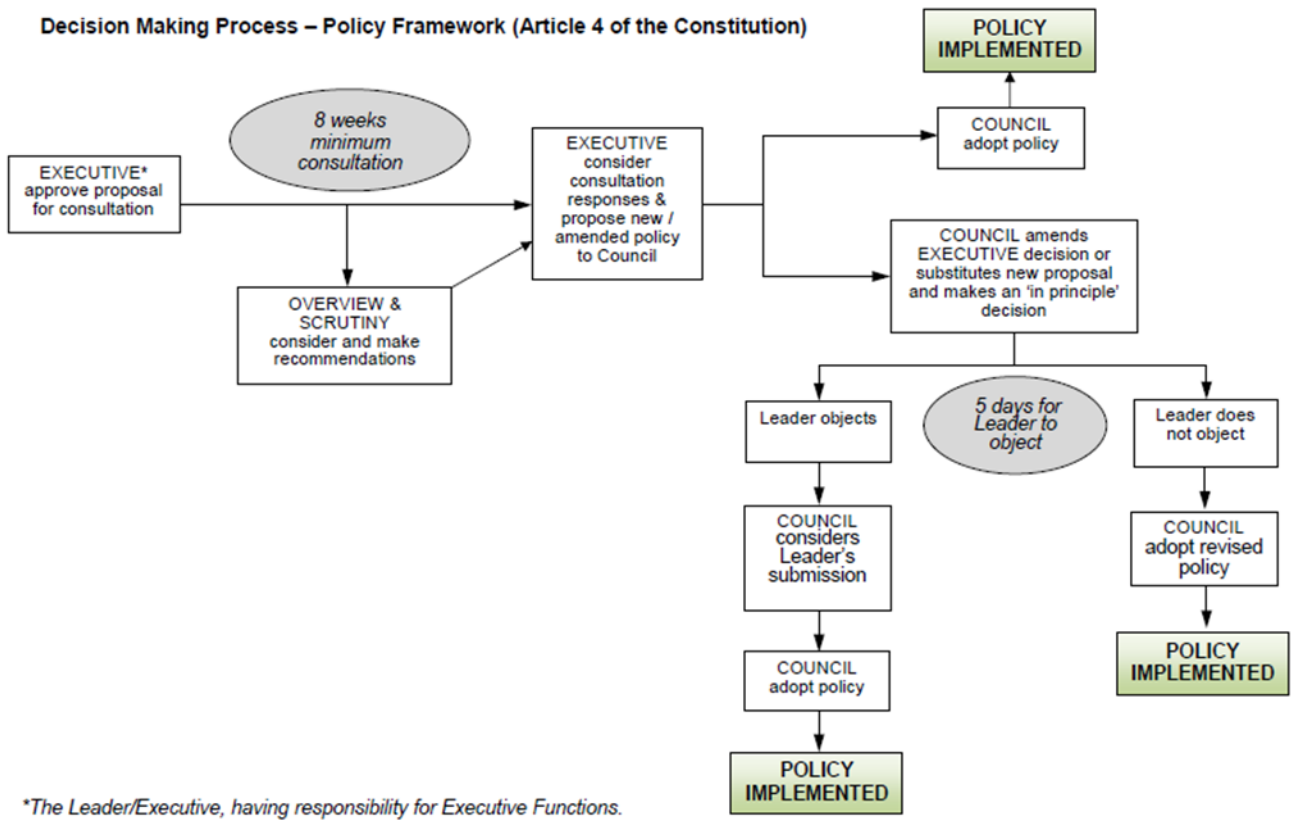 Decision Making Process – Policy Framework (Article 4 of the Constitution)
POLICY
IMPLEMENTED
8 weeks
minimum
consultation
COUNCIL
adopt policy
EXECUTIVE*
approve proposal
for consultation
EXECUTIVE
consider
consultation
responses &
propose new /
amended policy
to Council
COUNCIL amends
EXECUTIVE decision or
substitutes new proposal
and makes an ‘in principle’
decision
OVERVIEW &
SCRUTINY
consider and make
recommendations
Leader objects
5 days for
Leader to
object
Leader does
not object
COUNCIL
considers
Leader’s
submission
COUNCIL
adopt revised
policy
COUNCIL
adopt policy
POLICY
IMPLEMENTED
POLICY
IMPLEMENTED
*The Leader/Executive, having responsibility for Executive Functions.